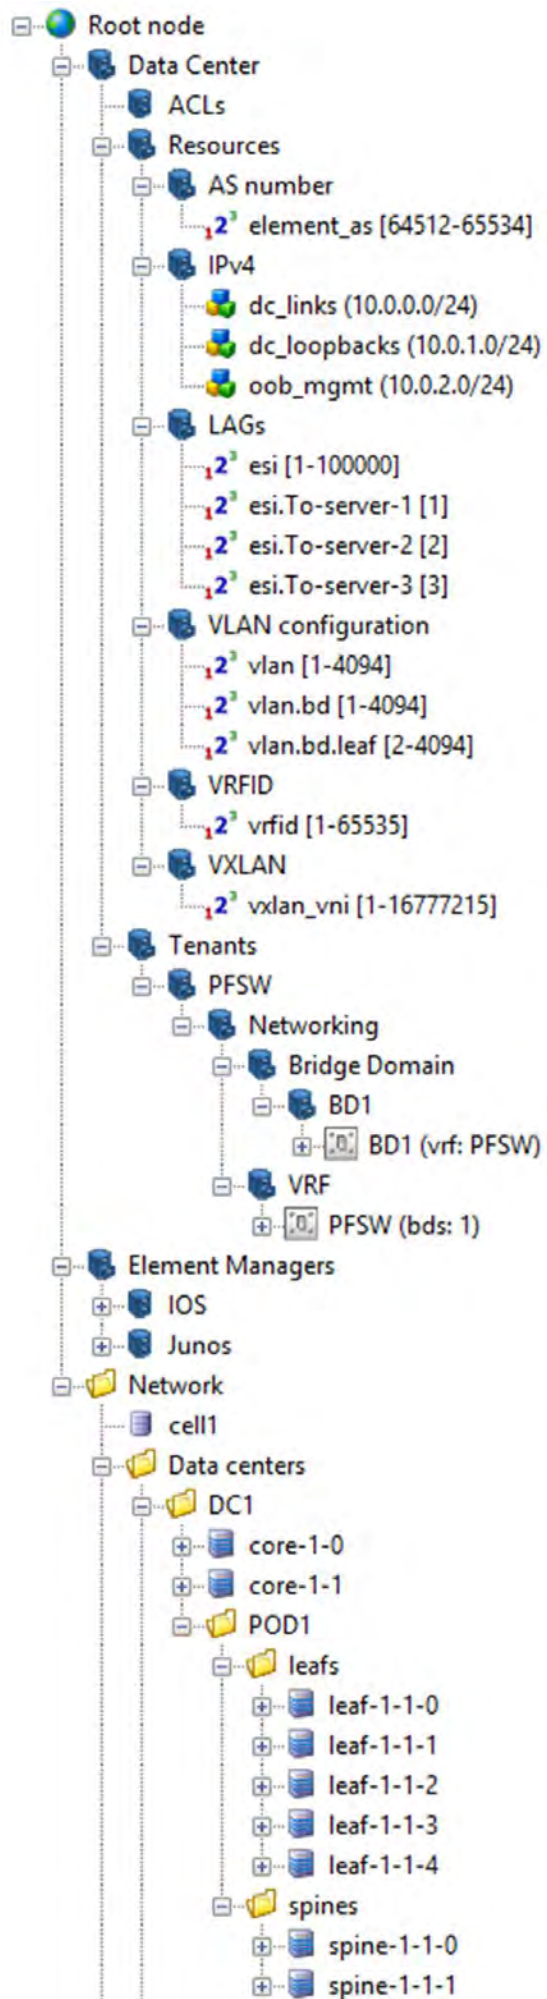 Root node
Data Center
ACLs
Resources
AS number
element_as [64512-65534]
IPv4
dc_links (10.0.0.0/24)
dc_loopbacks (10.0.1.0/24)
oob_mgmt (10.0.2.0/24)
LAGs
esi [1-100000]
esi.To-server-1 [1]
esi.To-server-2 [2]
esi.To-server-3 [3]
VLAN configuration
vlan [1-4094]
vlan.bd [1-4094]
vlan.bd.leaf [2-4094]
VRFID
vrfid [1-65535]
VXLAN
vxlan_vni [1-16777215]
Tenants
PFSW
Networking
Bridge Domain
BD1
BD1 (vrf: PFSW)
VRF
PFSW (bds: 1)
Element Managers
IOS
Junos
Network
cell1
Data centers
DC1
core-1-0
core-1-1
POD1
leafs
leaf-1-1-0
leaf-1-1-1
leaf-1-1-2
leaf-1-1-3
leaf-1-1-4
spines
spine-1-1-0
spine-1-1-1